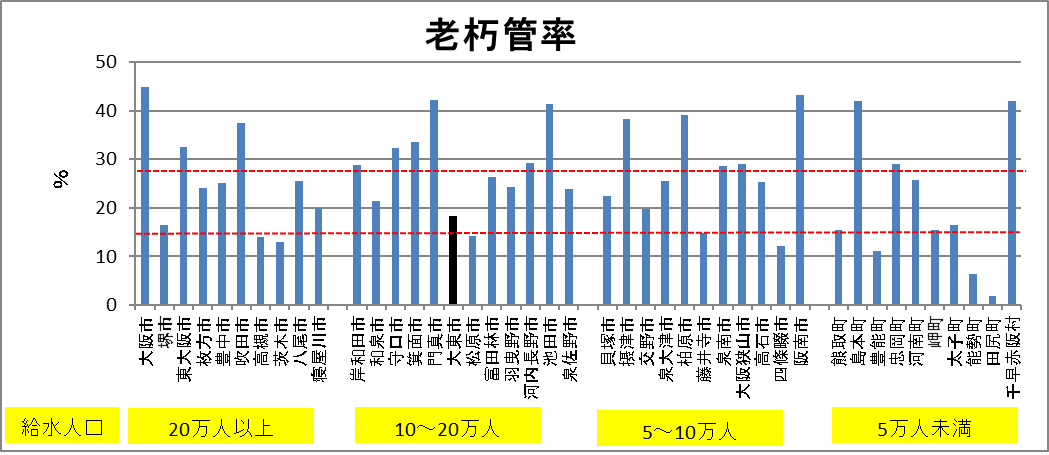 老朽管率
%
50
40
30
20
10
0
大阪市
堺市
東大阪市
枚方市
豊中市
吹田市
高槻市
茨木市
八尾市
寝屋川市
岸和田市
和泉市
守口市
箕面市
門真市
大東市
松原市
富田林市
羽曳野市
河内長野市
池田市
泉佐野市
貝塚市
摂津市
交野市
泉大津市
柏原市
藤井寺市
泉南市
大阪狭山市
高石市
四條畷市
阪南市
熊取町
島本町
豊能町
忠岡町
河南町
岬町
太子町
能勢町
田尻町
千早赤阪村
給水人口
20万人以上
10～20万人
5～10万人
5万人未満